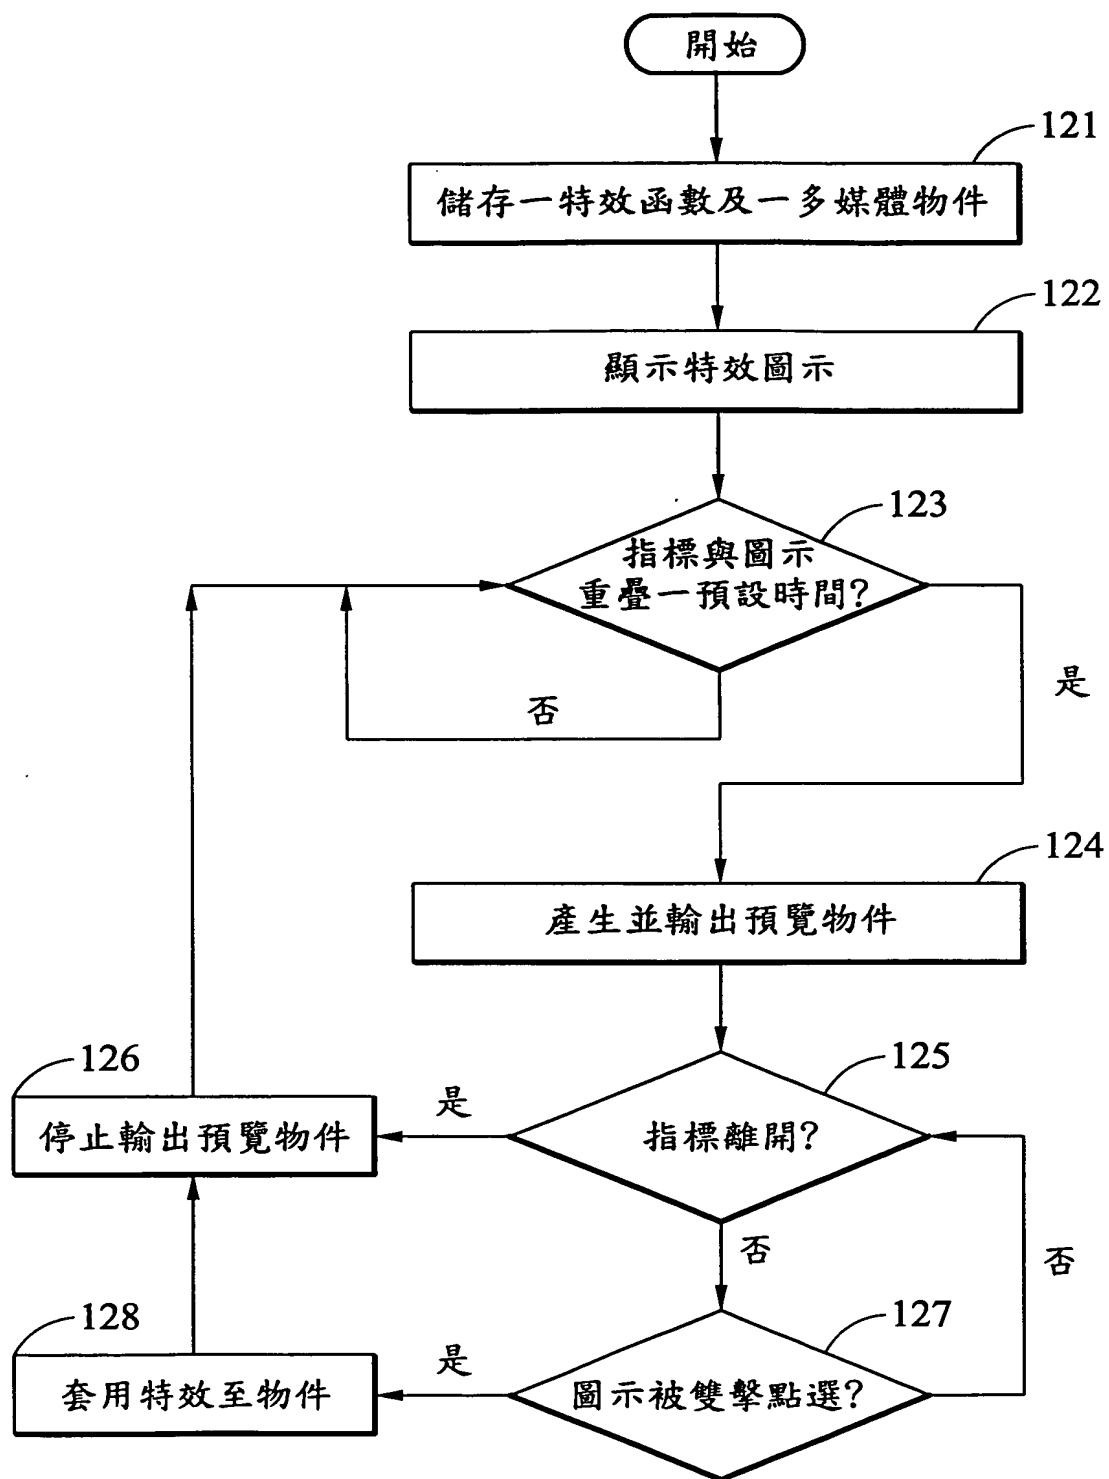 開始
121
儲存一特效函數及一多媒體物件
122
顯示特效圖示
123
指標與圖示
重疊一預設時間?
是
否
124
產生並輸出預覽物件
126
125
是
停止輸出預覽物件
指標離開?
否
否
128
127
是
套用特效至物件
圖示被雙擊點選?